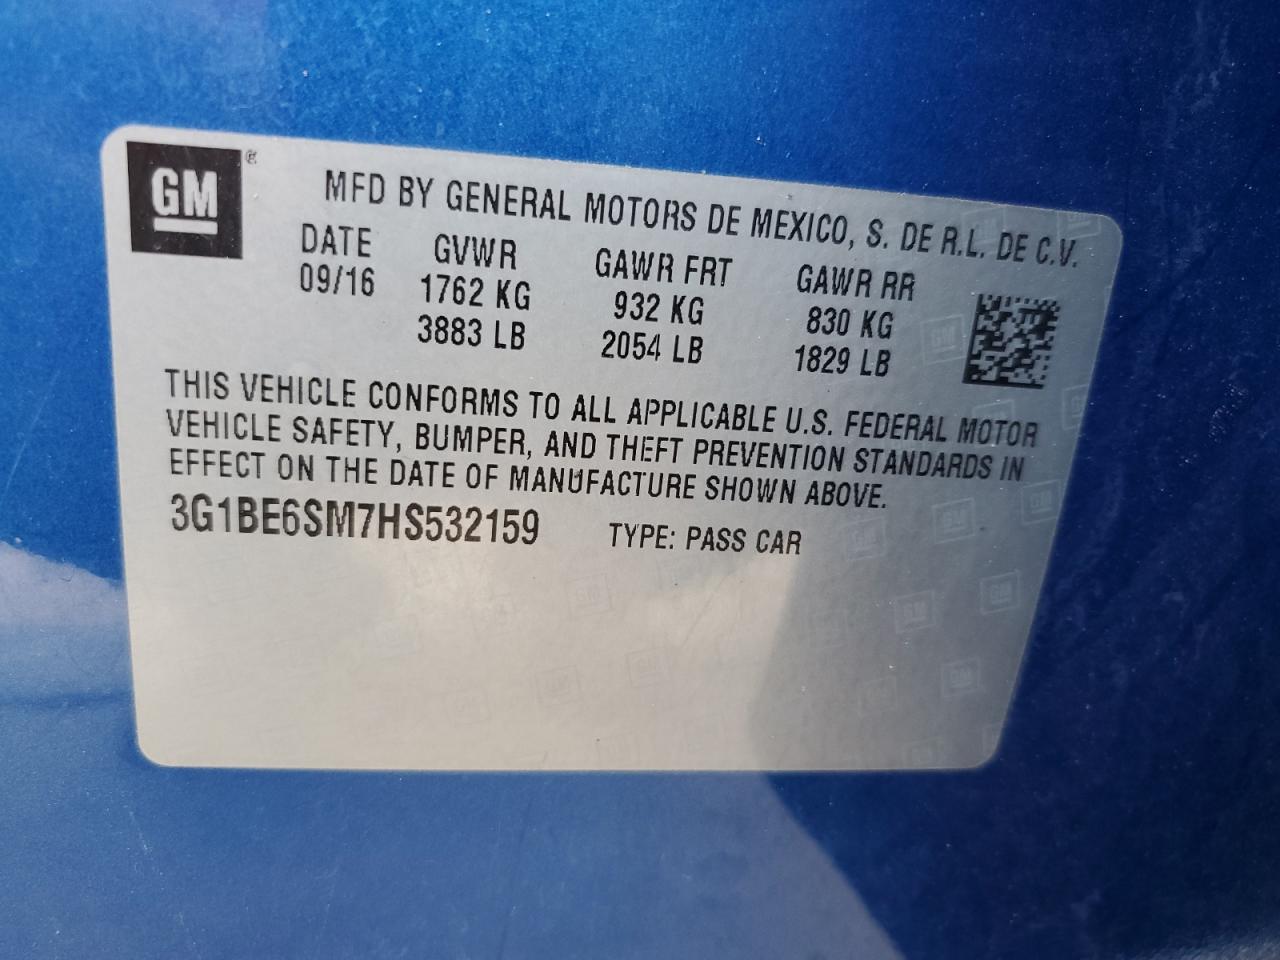 GM ®
MFD BY GENERAL MOTORS DE MEXICO, S. DE R.L. DE C.V.
DATE GVWR GAWR FRT GAWR RR
09/16 1762 KG 932 KG 830 KG
3883 LB 2054 LB 1829 LB
THIS VEHICLE CONFORMS TO ALL APPLICABLE U.S. FEDERAL MOTOR
VEHICLE SAFETY, BUMPER, AND THEFT PREVENTION STANDARDS IN
EFFECT ON THE DATE OF MANUFACTURE SHOWN ABOVE.
3G1BE6SM7HS532159 TYPE: PASS CAR